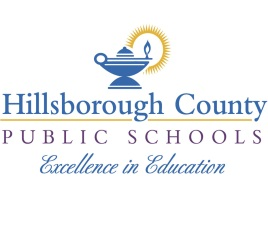 Hillsborough County
PUBLIC SCHOOLS
Excellence in Education